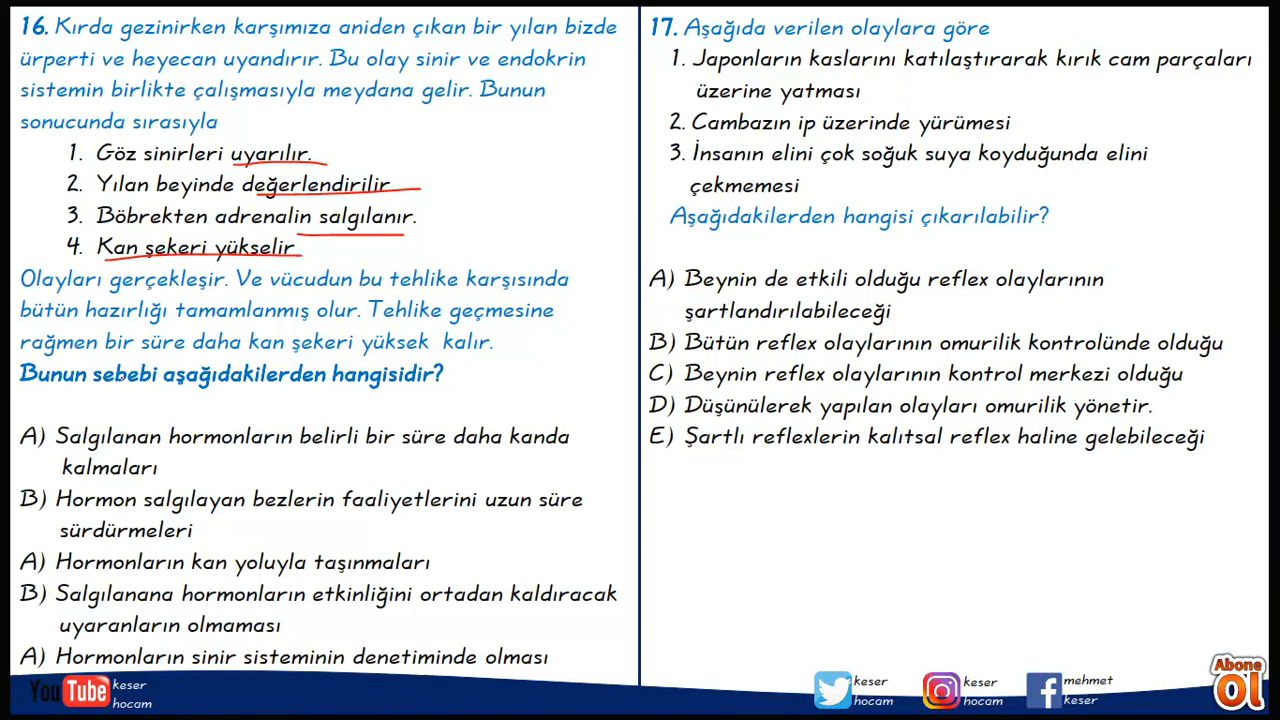 16. Kırda gezinirken karşımıza aniden çıkan bir yılan bizde
ürperti ve heyecan uyandırır. Bu olay sinir ve endokrin
sistemin birlikte çalışmasıyla meydana gelir. Bunun
sonucunda sırasıyla
1. Göz sinirleri uyarılır.
2. Yılan beyinde değerlendirilir
3. Böbrekten adrenalin salgılanır.
4. Kan şekeri yükselir
Olayları gerçekleşir. Ve vücudun bu tehlike karşısında
bütün hazırlığı tamamlanmış olur. Tehlike geçmesine
rağmen bir süre daha kan şekeri yüksek kalır.
Bunun sebebi aşağıdakilerden hangisidir?
A) Salgılanan hormonların belirli bir süre daha kanda
kalmaları
B) Hormon salgılayan bezlerin faaliyetlerini uzun süre
sürdürmeleri
A) Hormonların kan yoluyla taşınmaları
B) Salgılanana hormonların etkinliğini ortadan kaldıracak
uyaranların olmaması
A) Hormonların sinir sisteminin denetiminde olması
17. Aşağıda verilen olaylara göre
1. Japonların kaslarını katılaştırarak kırık cam parçaları
üzerine yatması
2. Cambazın ip üzerinde yürümesi
3. İnsanın elini çok soğuk suya koyduğunda elini
çekmemesi
Aşağıdakilerden hangisi çıkarılabilir?
A) Beynin de etkili olduğu reflex olaylarının
şartlandırılabileceği
B) Bütün reflex olaylarının omurilik kontrolünde olduğu
C) Beynin reflex olaylarının kontrol merkezi olduğu
D) Düşünülerek yapılan olayları omurilik yönetir.
E) Şartlı reflexlerin kalıtsal reflex haline gelebileceği
YouTube keser
hocam
keser
hocam
keser
hocam
mehmet
keser
Abone
OL